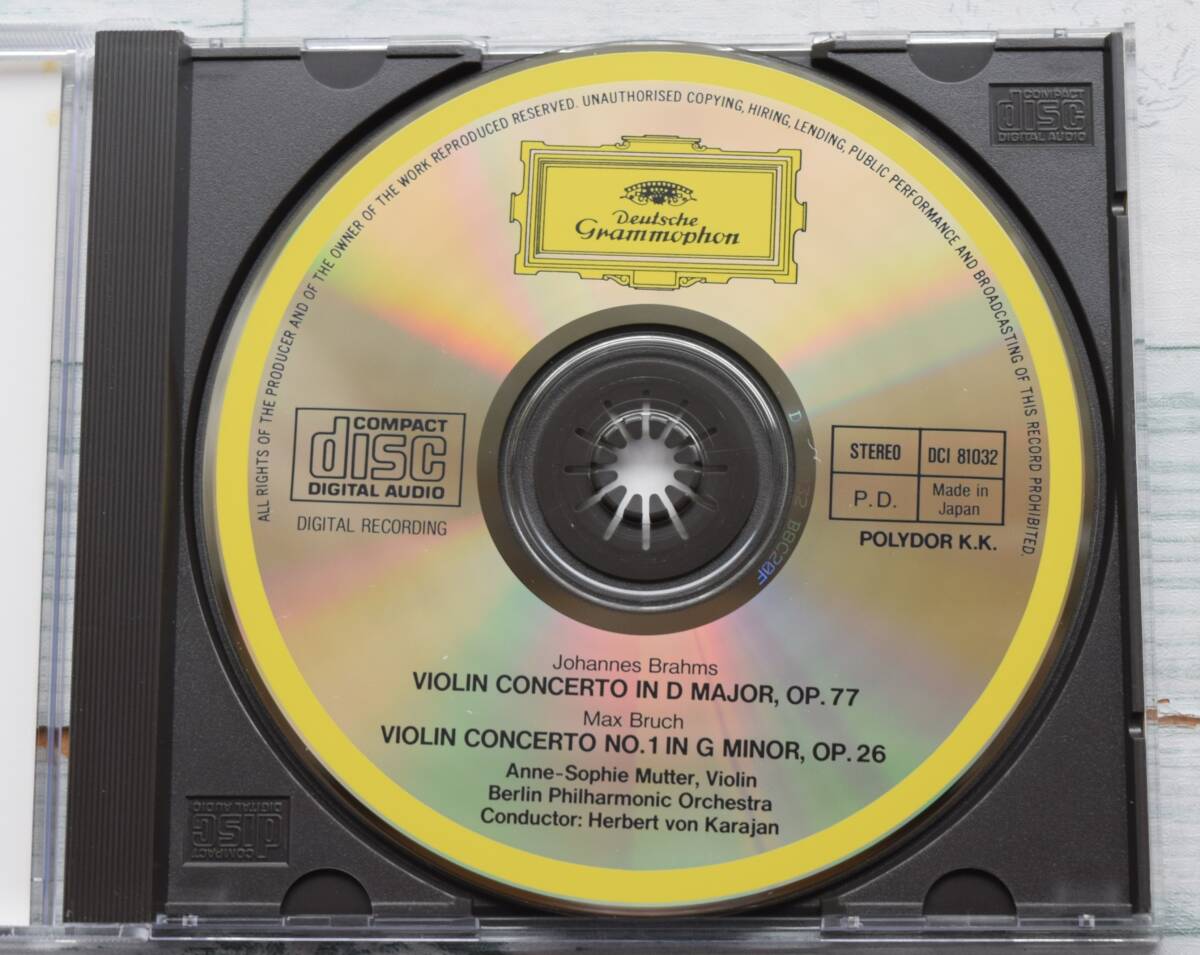 ALL RIGHTS OF THE PRODUCER AND OF THE OWNER OF THE WORK REPRODUCED RESERVED. UNAUTHORISED COPYING, HIRING, LENDING, PUBLIC PERFORMANCE AND BROADCASTING OF THIS RECORD PROHIBITED.
COMPACT
disc
DIGITAL AUDIO
Deutsche
Grammophon
COMPACT
disc
DIGITAL AUDIO
DIGITAL RECORDING
STEREO
DCI 81032
P.D.
Made in
Japan
POLYDOR K.K.
88C20F
Johannes Brahms
VIOLIN CONCERTO IN D MAJOR, OP. 77
Max Bruch
VIOLIN CONCERTO NO. 1 IN G MINOR, OP. 26
Anne-Sophie Mutter, Violin
Berlin Philharmonic Orchestra
Conductor: Herbert von Karajan
COMPACT
disc
DIGITAL AUDIO